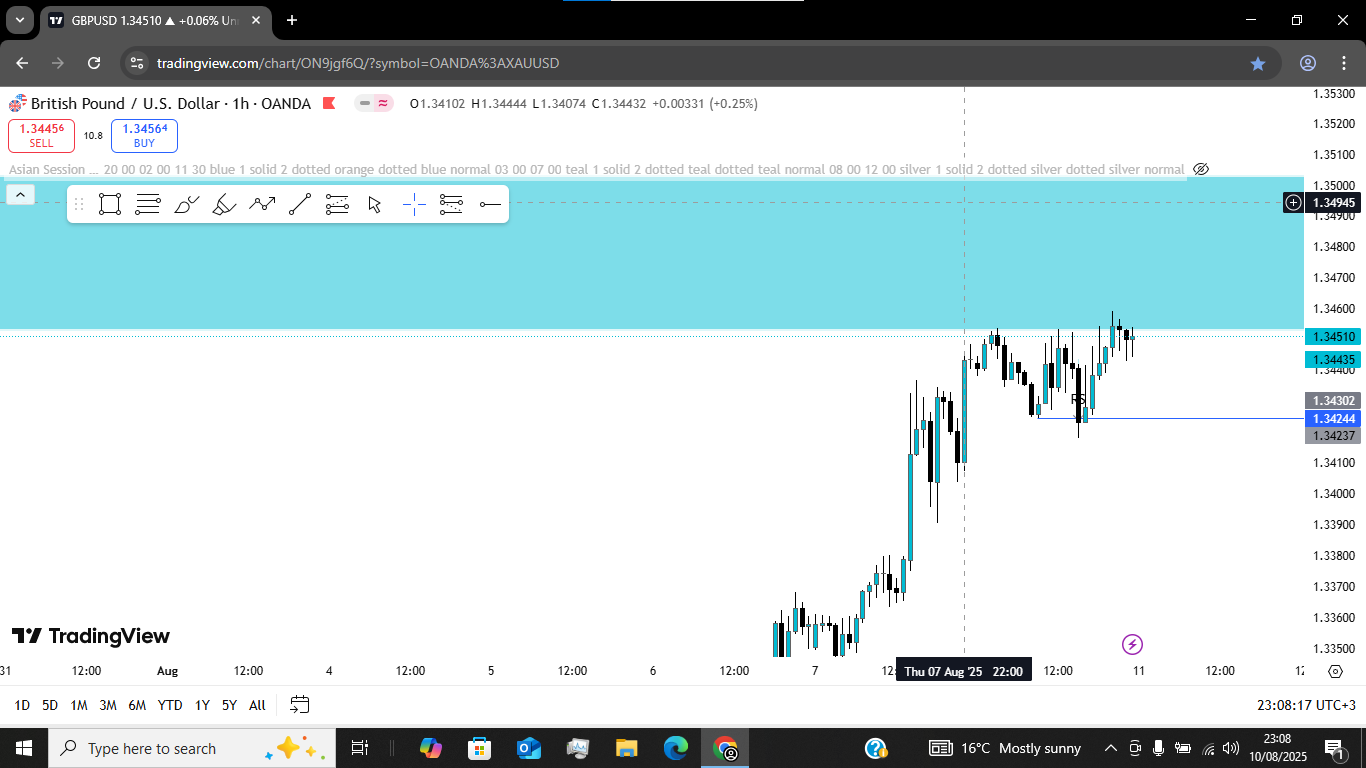 GBPUSD 1.34510 ▲ +0.06% Un
tradingview.com/chart/ON9jgf6Q/?symbol=OANDA%3AXAUUSD
British Pound / U.S. Dollar · 1h · OANDA O1.34102 H1.34444 L1.34074 C1.34432 +0.00331 (+0.25%)
1.34456 SELL 10.8 1.34564 BUY
Asian Session ... 20 00 02 00 11 30 blue 1 solid 2 dotted orange dotted blue normal 03 00 07 00 teal 1 solid 2 dotted teal dotted teal normal 08 00 12 00 silver 1 solid 2 dotted silver dotted silver normal
1.35300
1.35200
1.35100
1.35000
1.34945
1.34900
1.34800
1.34700
1.34600
1.34510
1.34435
1.34400
1.34302
1.34244
1.34237
1.34100
1.34000
1.33900
1.33800
1.33700
1.33600
1.33500
TradingView
31 12:00 Aug 12:00 4 12:00 5 12:00 6 12:00 7 Thu 07 Aug '25 22:00 12:00 11 12:00
1D 5D 1M 3M 6M YTD 1Y 5Y All 23:08:17 UTC+3
Type here to search 16°C Mostly sunny 23:08
10/08/2025 1